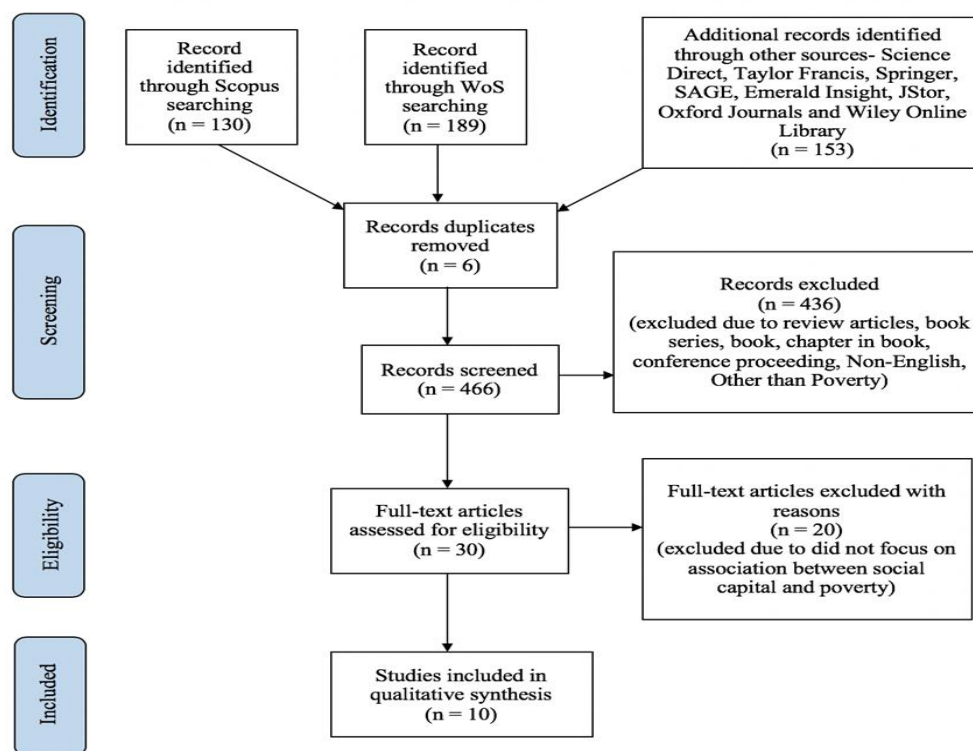 Identification
Record
identified
through Scopus
searching
(n = 130)
Record
identified
through WoS
searching
(n = 189)
Additional records identified
through other sources- Science
Direct, Taylor Francis, Springer,
SAGE, Emerald Insight, JStor,
Oxford Journals and Wiley Online
Library
(n = 153)
Screening
Records duplicates
removed
(n = 6)
Records screened
(n = 466)
Records excluded
(n = 436)
(excluded due to review articles, book
series, book, chapter in book,
conference proceeding, Non-English,
Other than Poverty)
Eligibility
Full-text articles
assessed for eligibility
(n = 30)
Full-text articles excluded with
reasons
(n = 20)
(excluded due to did not focus on
association between social
capital and poverty)
Included
Studies included in
qualitative synthesis
(n = 10)